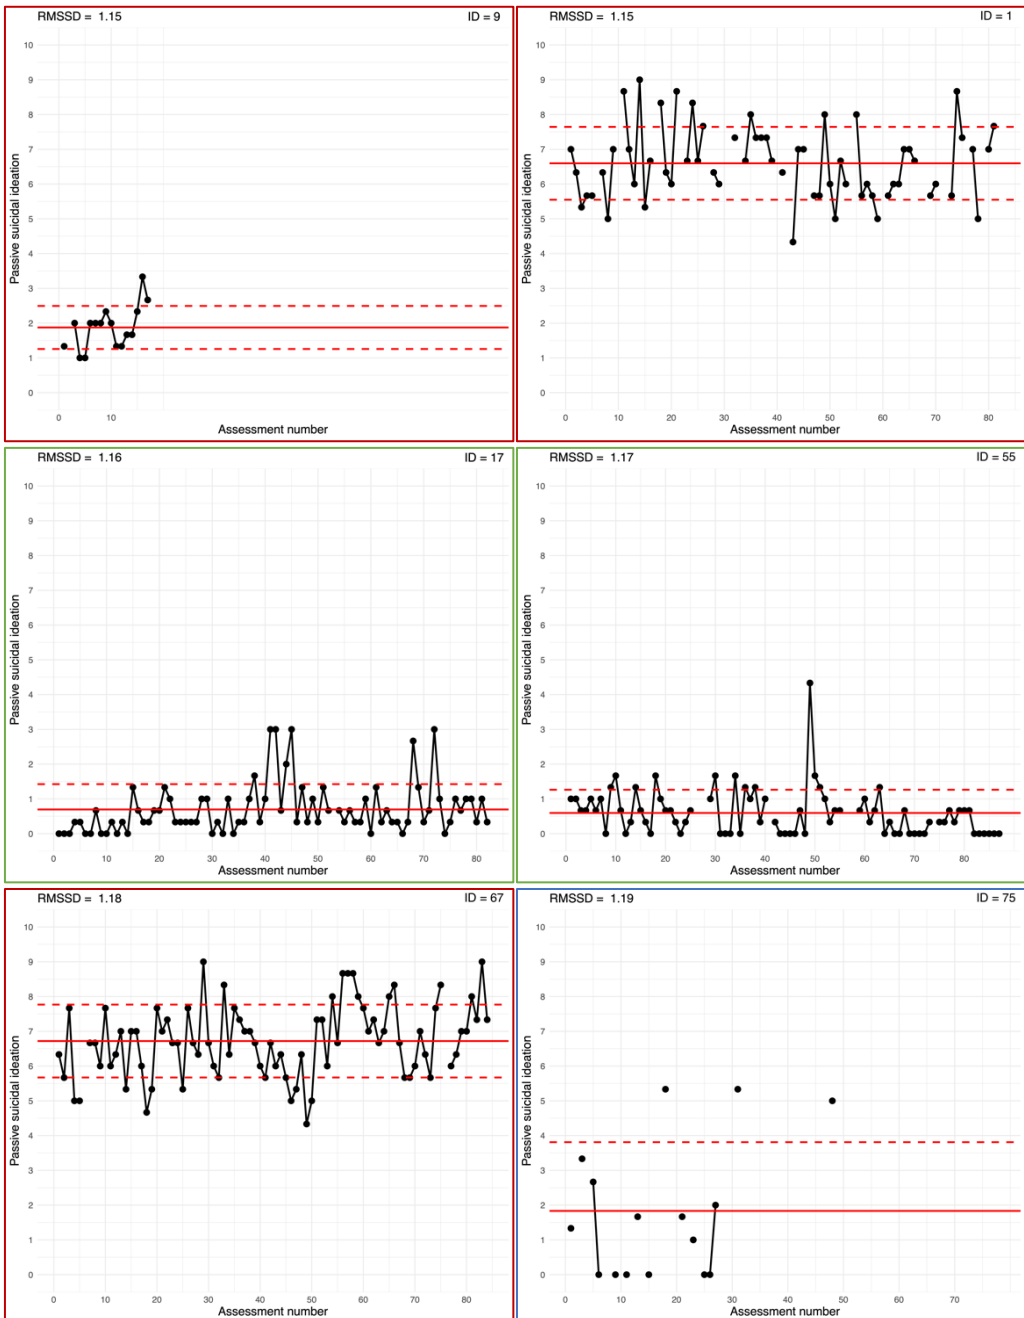 RMSSD = 1.15 ID = 9
10
9
8
7
6
5
4
3
2
1
0
Passive suicidal ideation
0 10
Assessment number
RMSSD = 1.15 ID = 1
10
9
8
7
6
5
4
3
2
1
0
Passive suicidal ideation
0 10 20 30 40 50 60 70 80
Assessment number
RMSSD = 1.16 ID = 17
10
9
8
7
6
5
4
3
2
1
0
Passive suicidal ideation
0 10 20 30 40 50 60 70 80
Assessment number
RMSSD = 1.17 ID = 55
10
9
8
7
6
5
4
3
2
1
0
Passive suicidal ideation
0 10 20 30 40 50 60 70 80
Assessment number
RMSSD = 1.18 ID = 67
10
9
8
7
6
5
4
3
2
1
0
Passive suicidal ideation
0 10 20 30 40 50 60 70 80
Assessment number
RMSSD = 1.19 ID = 75
10
9
8
7
6
5
4
3
2
1
0
Passive suicidal ideation
0 10 20 30 40 50 60 70
Assessment number